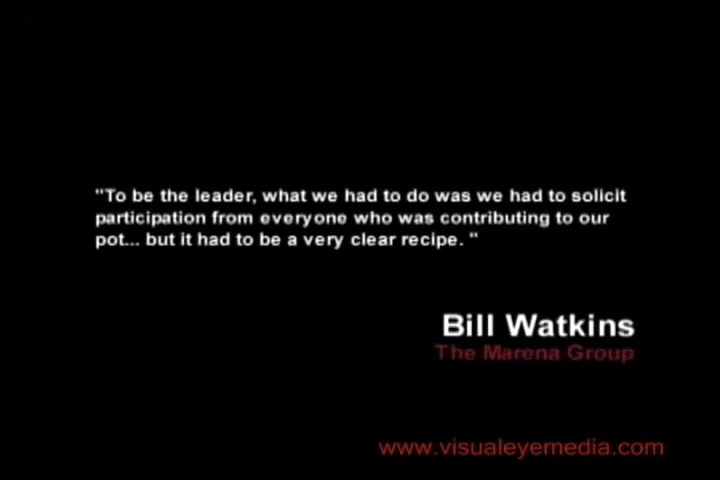 "To be the leader, what we had to do was we had to solicit
participation from everyone who was contributing to our
pot... but it had to be a very clear recipe. "
Bill Watkins
The Marena Group
www.visualeyemedia.com